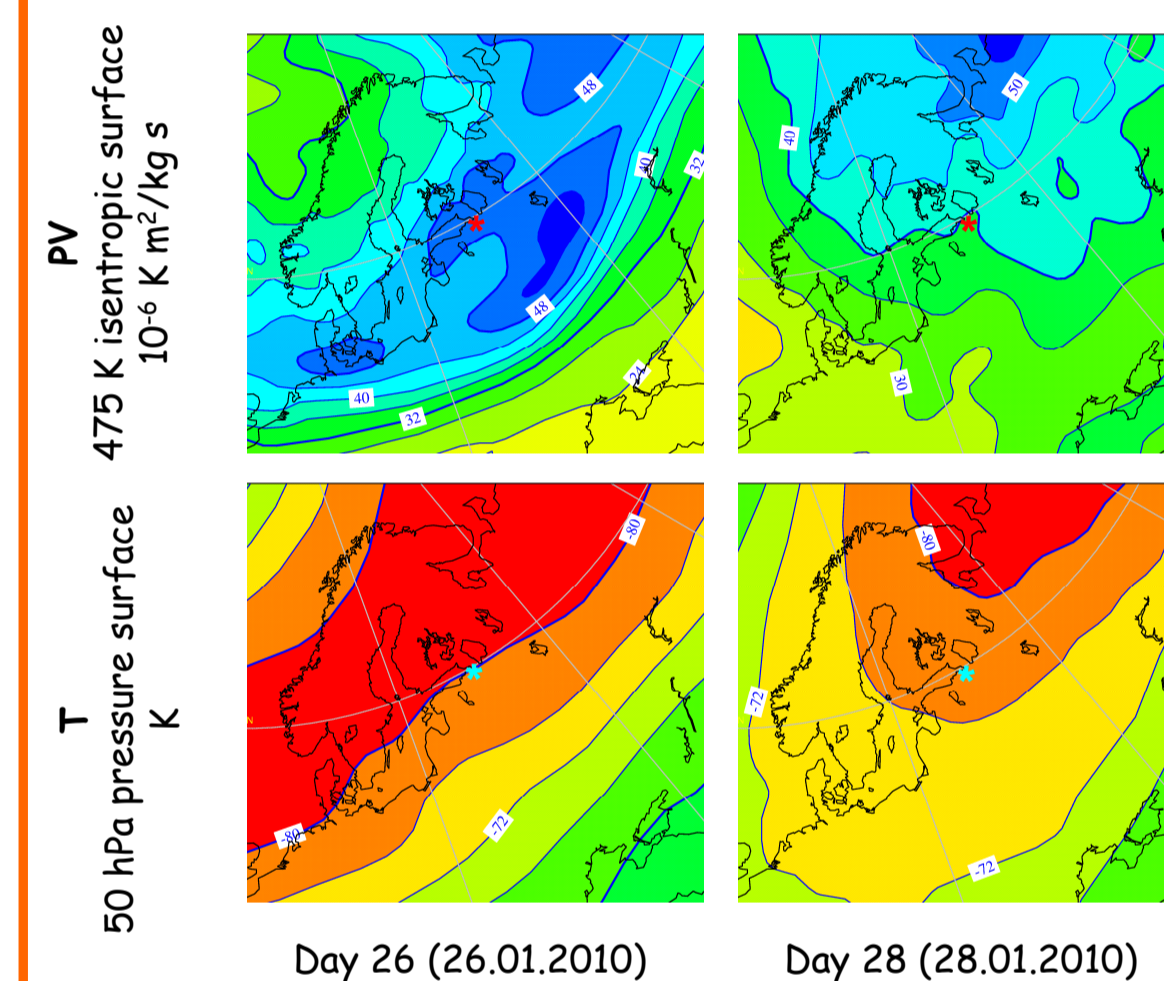 PV
475 K isentropic surface
10-6 K m2/kg s
48
48
40
32
40
32
24
50
40
30
T
50 hPa pressure surface
K
-80
-80
-72
-80
-72
-72
Day 26 (26.01.2010)
Day 28 (28.01.2010)